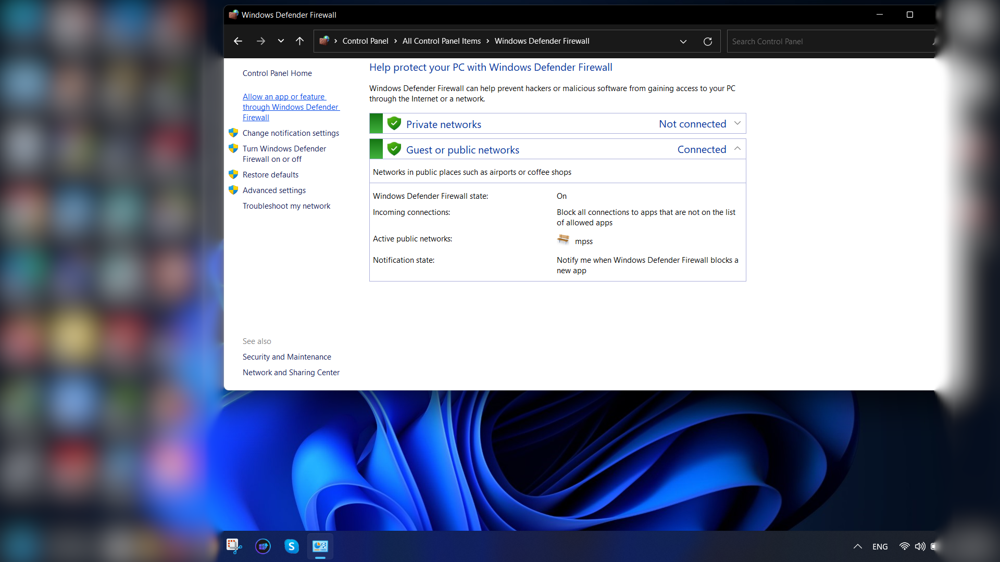 Windows Defender Firewall
Control Panel > All Control Panel Items > Windows Defender Firewall
Search Control Panel
Control Panel Home
Allow an app or feature
through Windows Defender
Firewall
Change notification settings
Turn Windows Defender
Firewall on or off
Restore defaults
Advanced settings
Troubleshoot my network
See also
Security and Maintenance
Network and Sharing Center
Help protect your PC with Windows Defender Firewall
Windows Defender Firewall can help prevent hackers or malicious software from gaining access to your PC
through the Internet or a network.
Private networks Not connected
Guest or public networks Connected
Networks in public places such as airports or coffee shops
Windows Defender Firewall state: On
Incoming connections: Block all connections to apps that are not on the list
of allowed apps
Active public networks: mpss
Notification state: Notify me when Windows Defender Firewall blocks a
new app
S
ENG